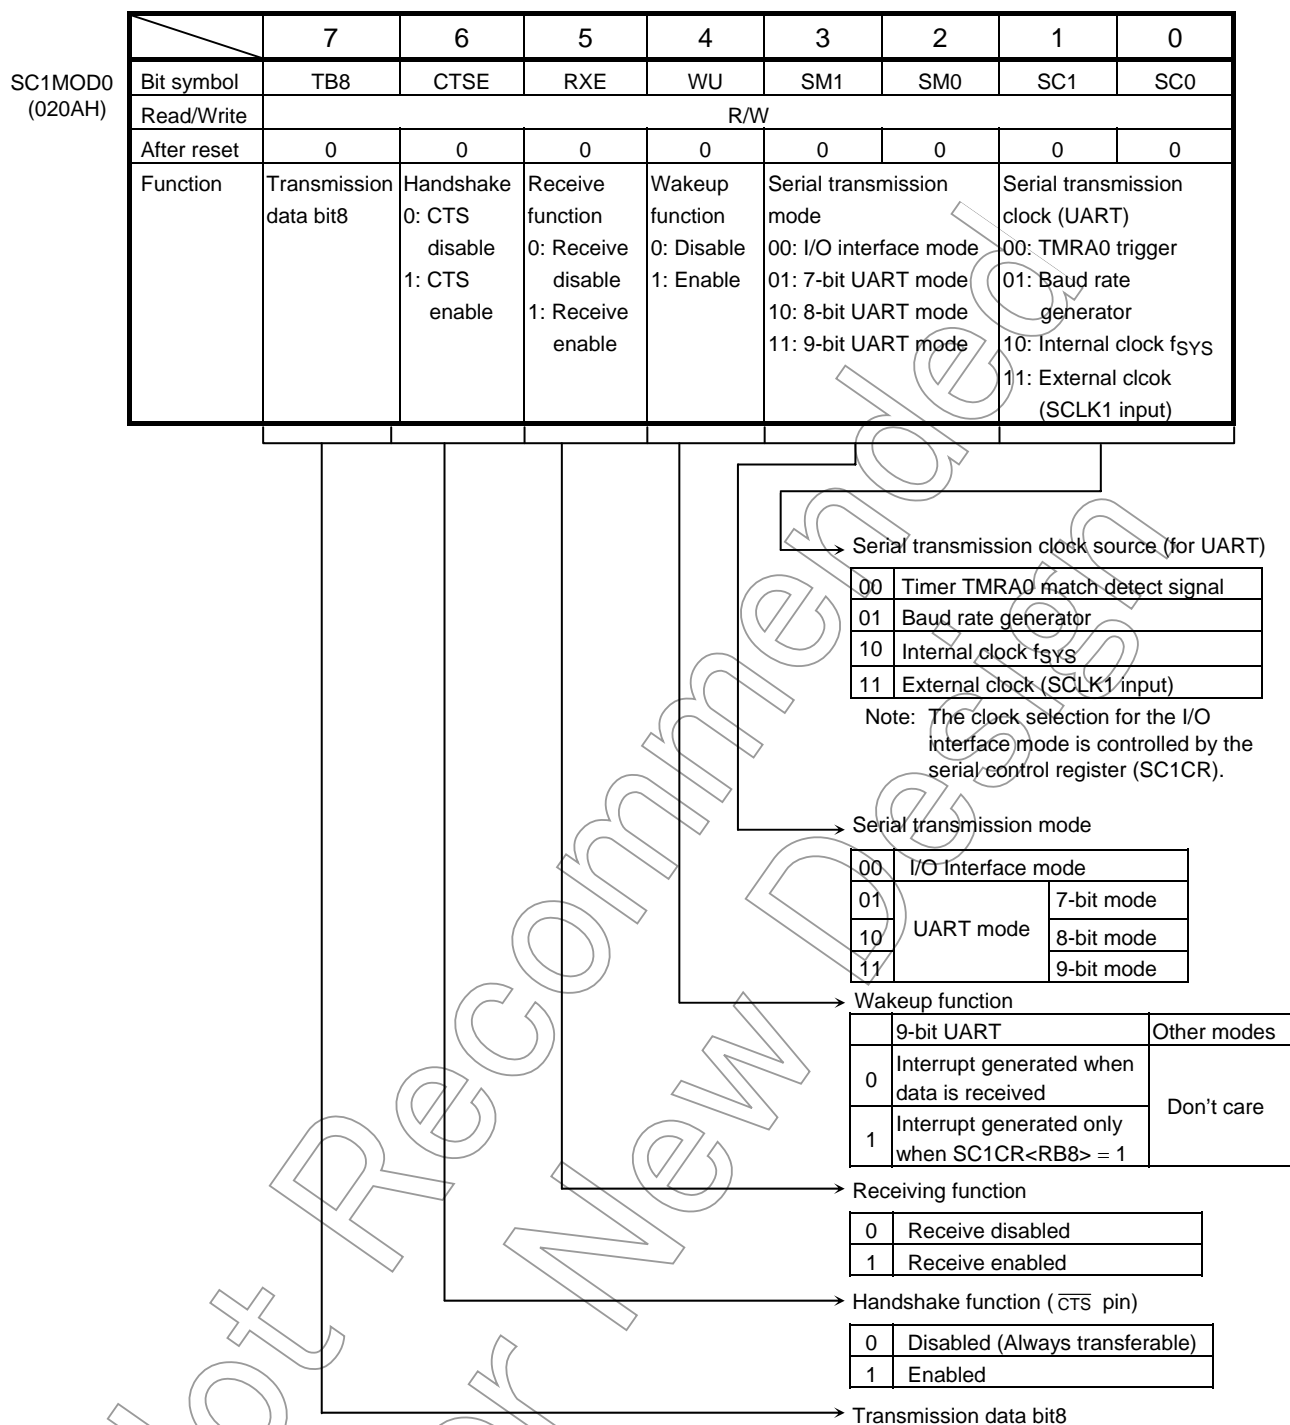 7 6 5 4 3 2 1 0
SC1MOD0
(020AH)
Bit symbol TB8 CTSE RXE WU SM1 SM0 SC1 SC0
Read/Write R/W
After reset 0 0 0 0 0 0 0 0
Function
Transmission
data bit8
Handshake
0: CTS
disable
1: CTS
enable
Receive
function
0: Receive
disable
1: Receive
enable
Wakeup
function
0: Disable
1: Enable
Serial transmission
mode
00: I/O interface mode
01: 7-bit UART mode
10: 8-bit UART mode
11: 9-bit UART mode
Serial transmission
clock (UART)
00: TMRA0 trigger
01: Baud rate
generator
10: Internal clock fSYS
11: External clcok
(SCLK1 input)
Serial transmission clock source (for UART)
00 Timer TMRA0 match detect signal
01 Baud rate generator
10 Internal clock fSYS
11 External clock (SCLK1 input)
Note: The clock selection for the I/O
interface mode is controlled by the
serial control register (SC1CR).
Serial transmission mode
00 I/O Interface mode
01 UART mode 7-bit mode
10 8-bit mode
11 9-bit mode
Wakeup function
9-bit UART Other modes
0 Interrupt generated when
data is received
Don't care
1 Interrupt generated only
when SC1CR<RB8> = 1
Receiving function
0 Receive disabled
1 Receive enabled
Handshake function (CTS pin)
0 Disabled (Always transferable)
1 Enabled
Transmission data bit8
Not Recommended
for New Design